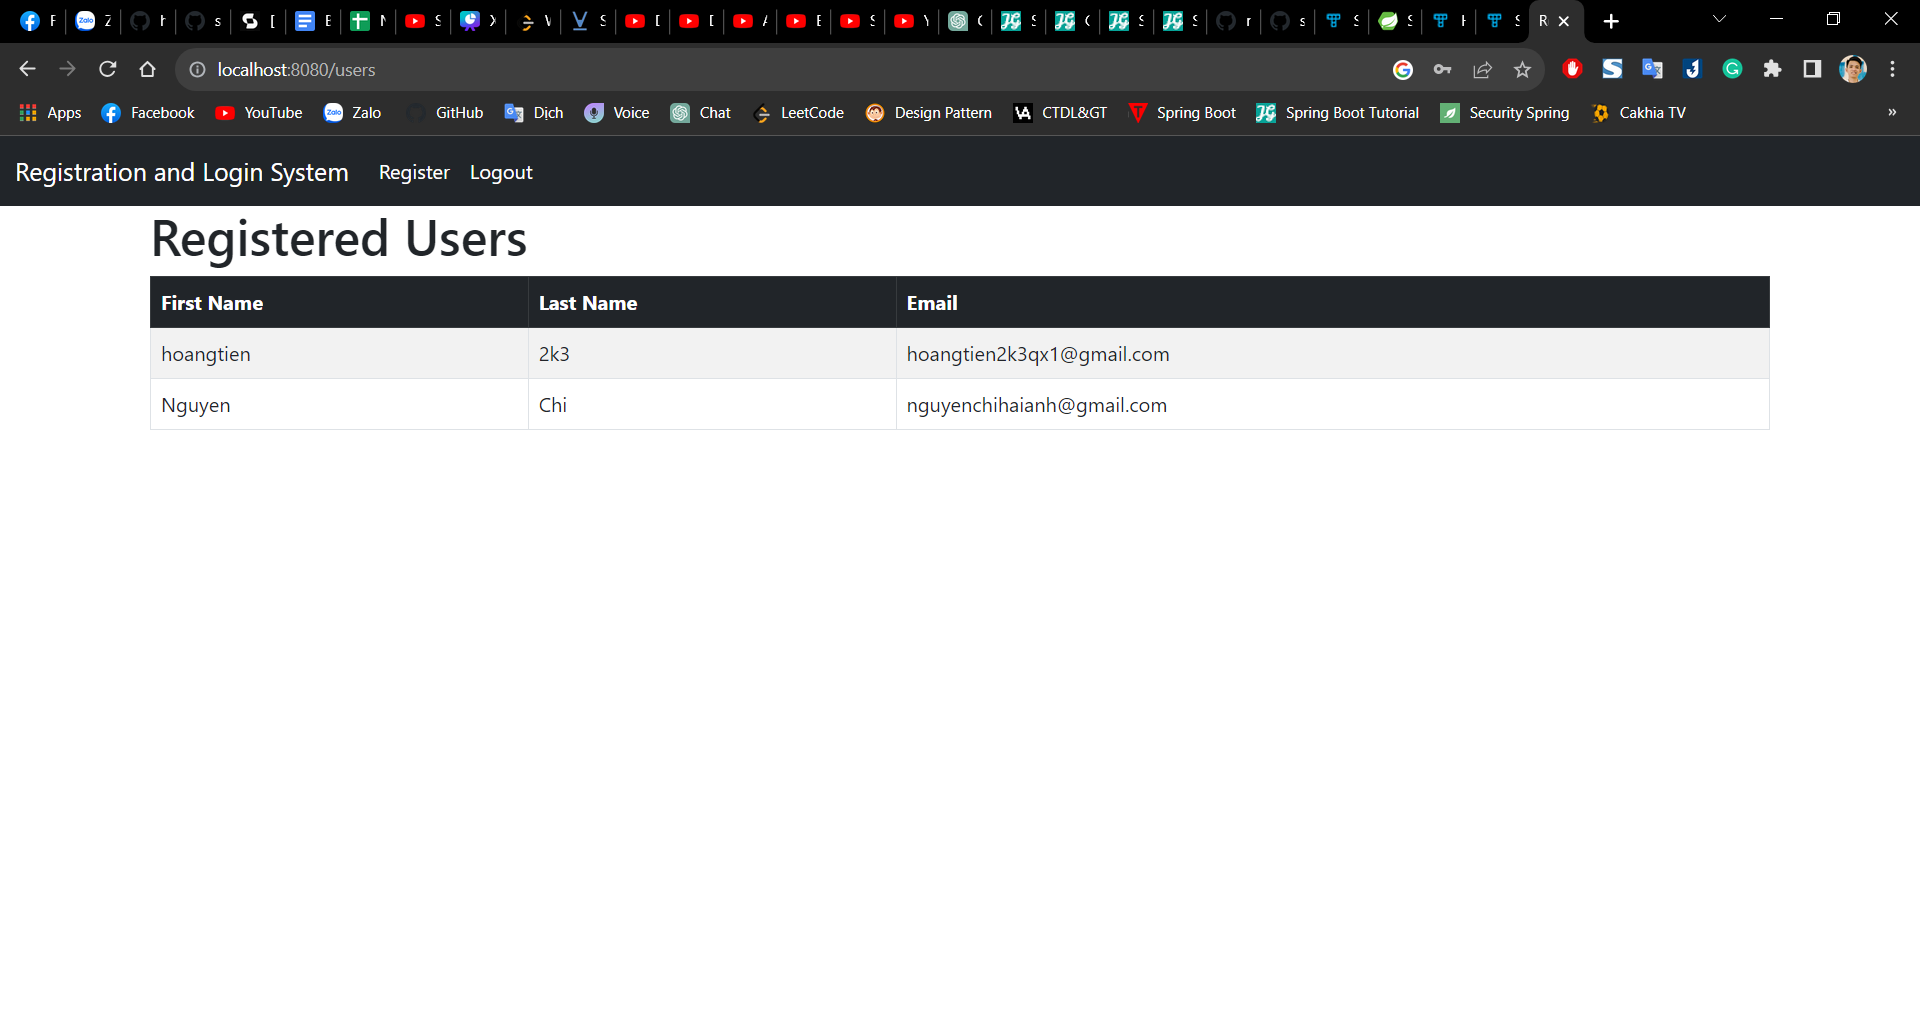 localhost:8080/users
Apps Facebook YouTube Zalo GitHub Dịch Voice Chat LeetCode Design Pattern CTDL&GT Spring Boot Spring Boot Tutorial Security Spring Cakhia TV »
Registration and Login System Register Logout
Registered Users
First Name Last Name Email
hoangtien 2k3 hoangtien2k3qx1@gmail.com
Nguyen Chi nguyenchihaianh@gmail.com